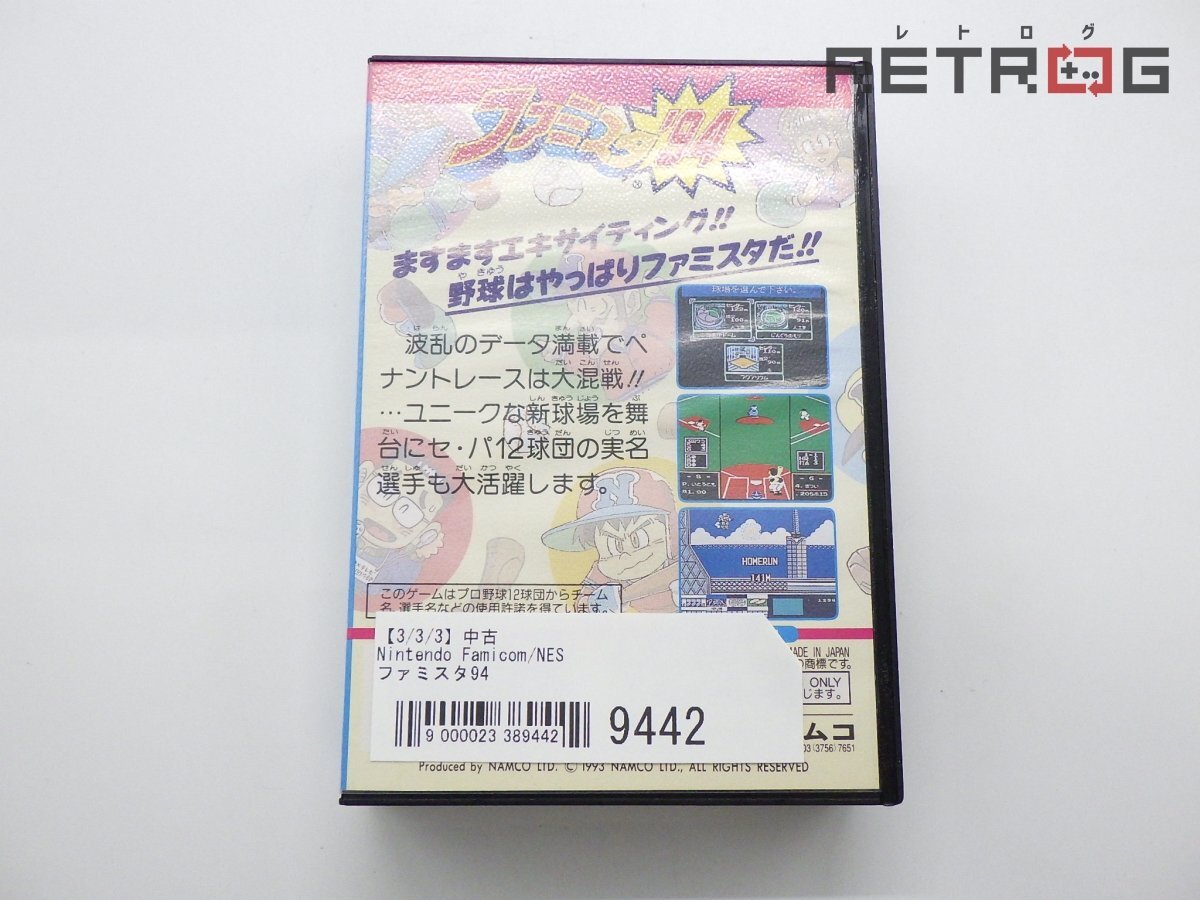 レトログ
RETROG
ファミスタ'94
®
ますますエキサイティング!!
野球はやっぱりファミスタだ!!
波乱のデータ満載でペ
ナントレースは大混戦!!
…ユニークな新球場を舞
台にセ・パ12球団の実名
選手も大活躍します。
球場を選んで下さい。
HOMERUN
141M
このゲームはプロ野球12球団からチーム
名、選手名などの使用許諾を得ています。
MADE IN JAPAN
の商標です。
ONLY
じます。
ムコ
03(3756)7651
【3/3/3】中古
Nintendo Famicom/NES
ファミスタ94
9 000023 389442
9442
Produced by NAMCO LTD. © 1993 NAMCO LTD., ALL RIGHTS RESERVED